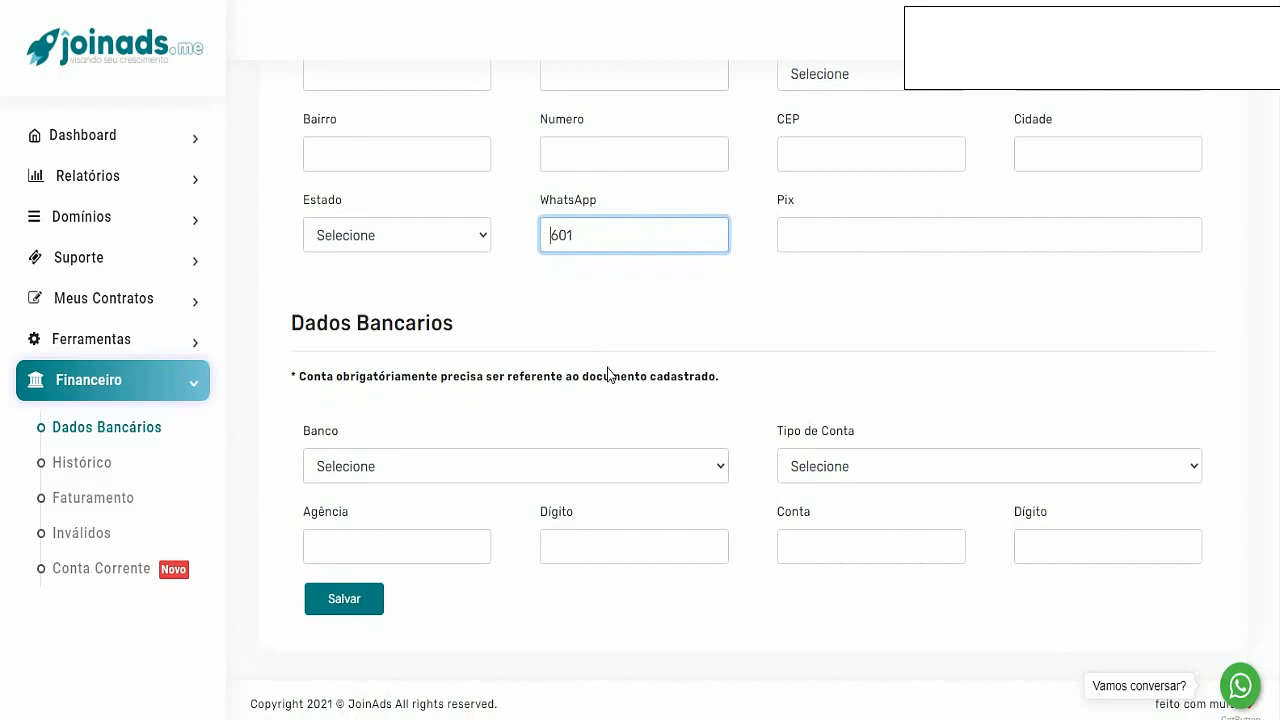 joinads.me
visando seu crescimento
Dashboard
Relatórios
Domínios
Suporte
Meus Contratos
Ferramentas
Financeiro
Dados Bancários
Histórico
Faturamento
Inválidos
Conta Corrente Novo
Selecione
Bairro Numero CEP Cidade
Estado WhatsApp Pix
Selecione 601
Dados Bancarios
* Conta obrigatóriamente precisa ser referente ao documento cadastrado.
Banco Tipo de Conta
Selecione Selecione
Agência Dígito Conta Dígito
Salvar
Vamos conversar?
Copyright 2021 © JoinAds All rights reserved. feito com